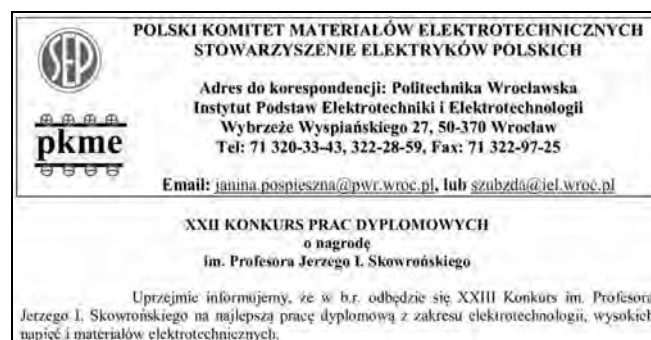 SEP
POLSKI KOMITET MATERIAŁÓW ELEKTROTECHNICZNYCH
STOWARZYSZENIE ELEKTRYKÓW POLSKICH
Adres do korespondencji: Politechnika Wrocławska
Instytut Podstaw Elektrotechniki i Elektrotechnologii
Wybrzeże Wyspiańskiego 27, 50-370 Wrocław
Tel: 71 320-33-43, 322-28-59, Fax: 71 322-97-25
pkme
Email: janina.pospieszna@pwr.wroc.pl, lub szubzda@iel.wroc.pl
XXII KONKURS PRAC DYPLOMOWYCH
o nagrodę
im. Profesora Jerzego I. Skowrońskiego
Uprzejmie informujemy, że w b.r. odbędzie się XXIII Konkurs im. Profesora
Jerzego I. Skowrońskiego na najlepszą pracę dyplomową z zakresu elektrotechnologii, wysokich
napięć i materiałów elektrotechnicznych.